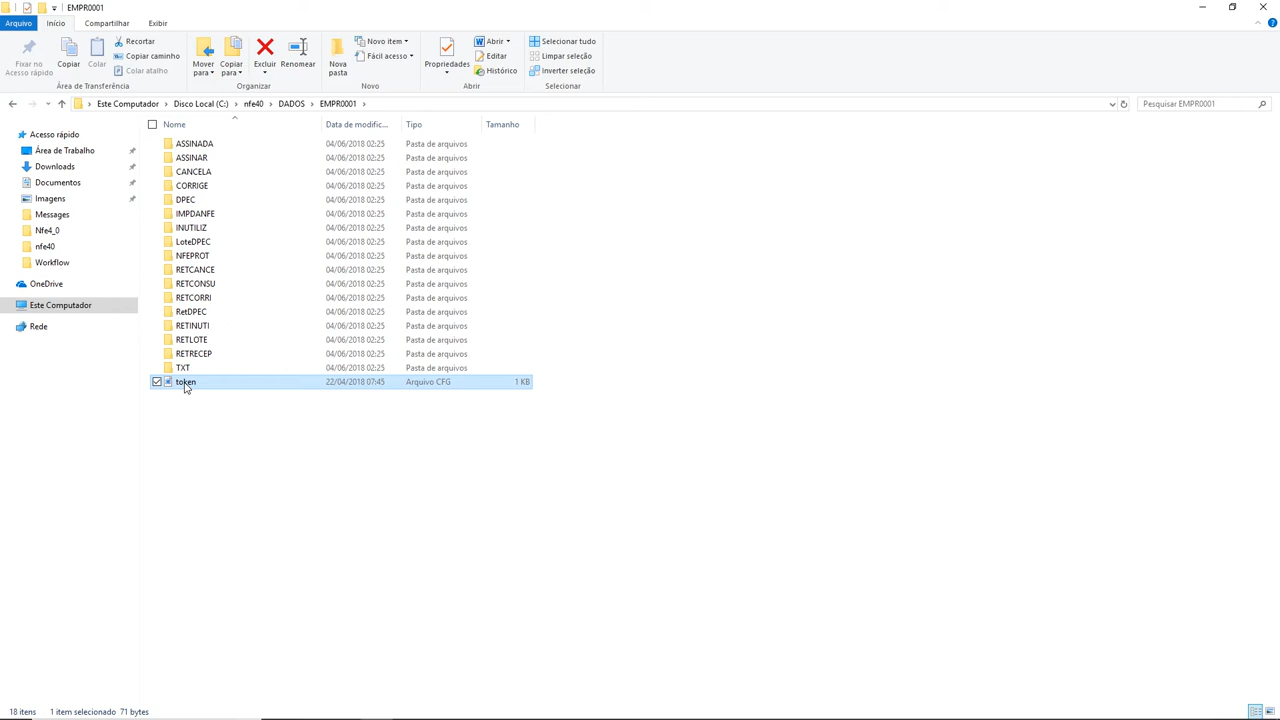 EMPR0001
Arquivo Início Compartilhar Exibir
Fixar no Acesso rápido
Copiar
Colar
Recortar
Copiar caminho
Colar atalho
Mover para
Copiar para
Excluir
Renomear
Nova pasta
Novo item
Fácil acesso
Propriedades
Abrir
Editar
Histórico
Selecionar tudo
Limpar seleção
Inverter seleção
Área de Transferência Organizar Novo Abrir Selecionar
Este Computador Disco Local (C:) nfe40 DADOS EMPR0001
Pesquisar EMPR0001
Acesso rápido
Área de Trabalho
Downloads
Documentos
Imagens
Messages
Nfe4_0
nfe40
Workflow
OneDrive
Este Computador
Rede
Nome Data de modific... Tipo Tamanho
ASSINADA 04/06/2018 02:25 Pasta de arquivos
ASSINAR 04/06/2018 02:25 Pasta de arquivos
CANCELA 04/06/2018 02:25 Pasta de arquivos
CORRIGE 04/06/2018 02:25 Pasta de arquivos
DPEC 04/06/2018 02:25 Pasta de arquivos
IMPDANFE 04/06/2018 02:25 Pasta de arquivos
INUTILIZ 04/06/2018 02:25 Pasta de arquivos
LoteDPEC 04/06/2018 02:25 Pasta de arquivos
NFEPROT 04/06/2018 02:25 Pasta de arquivos
RETCANCE 04/06/2018 02:25 Pasta de arquivos
RETCONSU 04/06/2018 02:25 Pasta de arquivos
RETCORRI 04/06/2018 02:25 Pasta de arquivos
RetDPEC 04/06/2018 02:25 Pasta de arquivos
RETINUTI 04/06/2018 02:25 Pasta de arquivos
RETLOTE 04/06/2018 02:25 Pasta de arquivos
RETRECEP 04/06/2018 02:25 Pasta de arquivos
TXT 04/06/2018 02:25 Pasta de arquivos
token 22/04/2018 07:45 Arquivo CFG 1 KB
18 itens 1 item selecionado 71 bytes